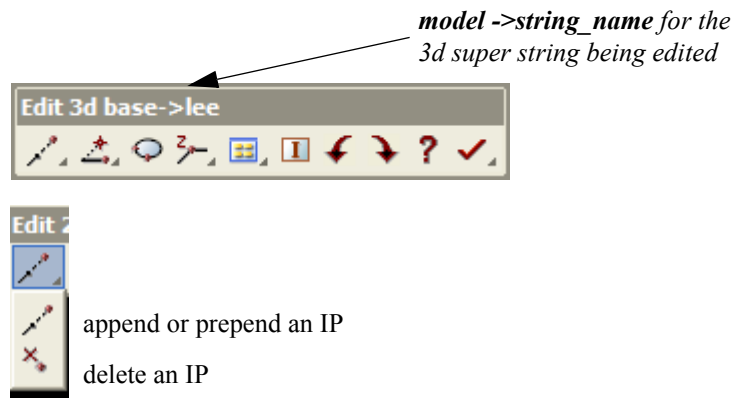 model ->string_name for the
3d super string being edited
Edit 3d base->lee
Z
I
?
Edit 2
append or prepend an IP
delete an IP